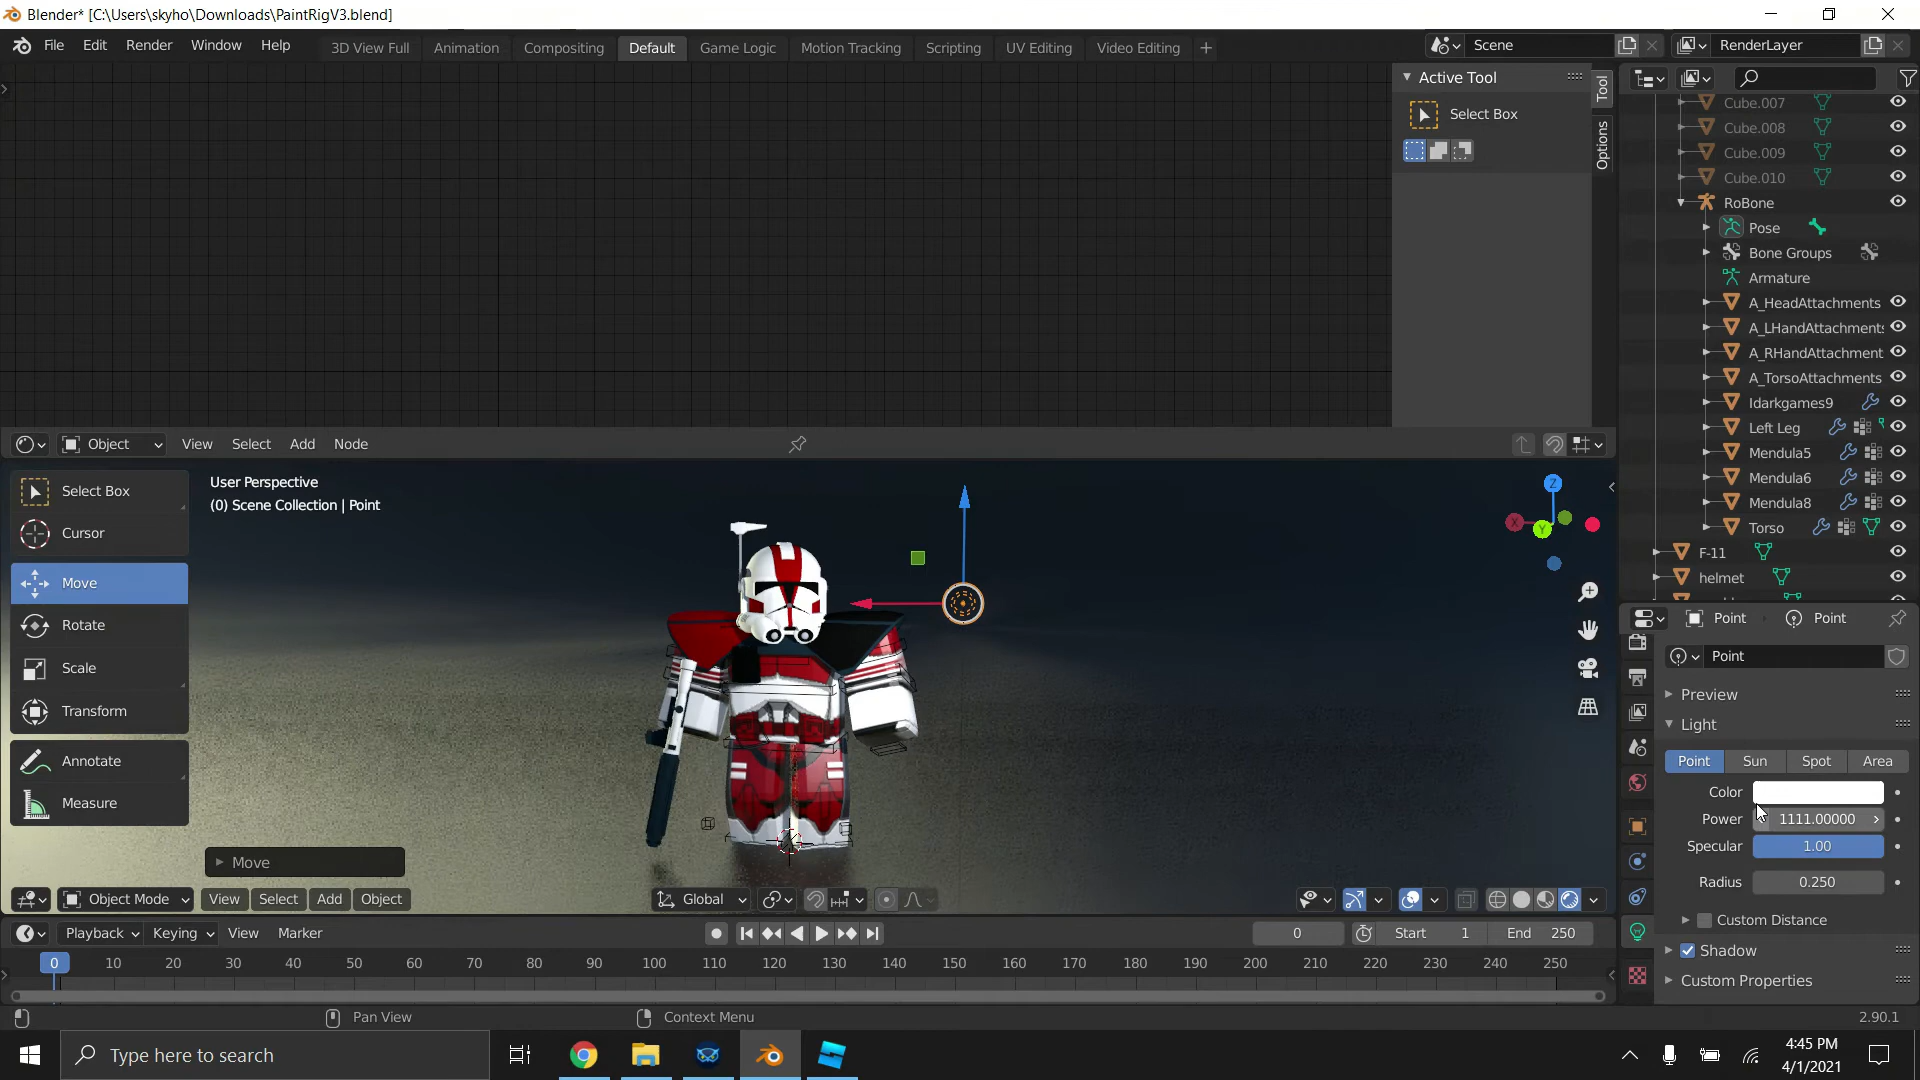 Blender* [C:\Users\skyho\Downloads\PaintRigV3.blend]
File Edit Render Window Help 3D View Full Animation Compositing Default Game Logic Motion Tracking Scripting UV Editing Video Editing + Scene RenderLayer
Active Tool
Select Box
Tool
Options
Cube.007
Cube.008
Cube.009
Cube.010
RoBone
Pose
Bone Groups
Armature
A_HeadAttachments
A_LHandAttachments
A_RHandAttachment
A_TorsoAttachments
Idarkgames9
Left Leg
Mendula5
Mendula6
Mendula8
Torso
F-11
helmet
Object View Select Add Node
Select Box
Cursor
Move
Rotate
Scale
Transform
Annotate
Measure
User Perspective
(0) Scene Collection | Point
Z
X
Y
Move
Object Mode View Select Add Object Global
Point Point
Point
Preview
Light
Point Sun Spot Area
Color
Power 1111.00000
Specular 1.00
Radius 0.250
Custom Distance
Shadow
Custom Properties
Playback Keying View Marker 0 Start 1 End 250
0 10 20 30 40 50 60 70 80 90 100 110 120 130 140 150 160 170 180 190 200 210 220 230 240 250
Pan View Context Menu 2.90.1
Type here to search
4:45 PM
4/1/2021